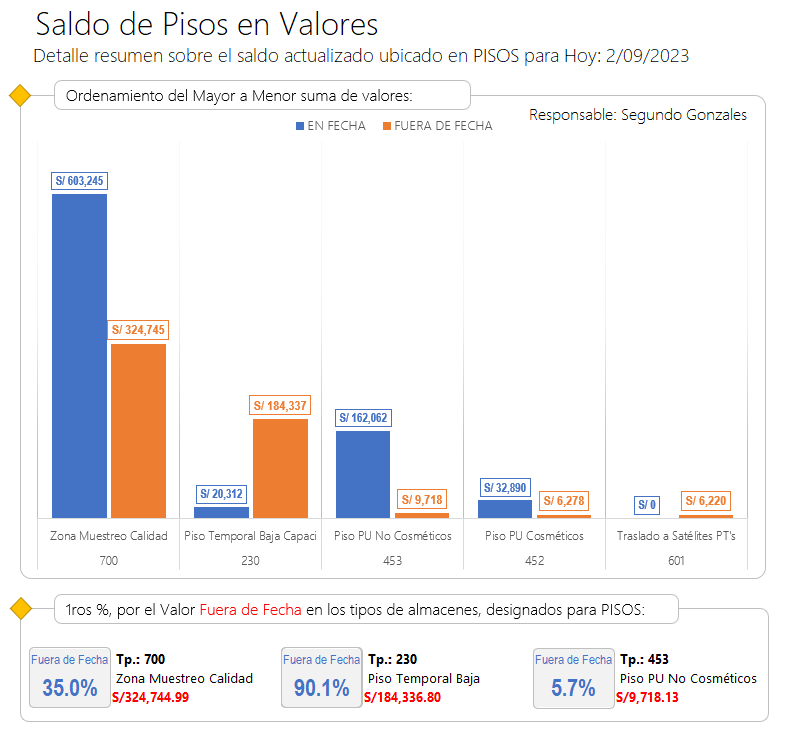 Saldo de Pisos en Valores
Detalle resumen sobre el saldo actualizado ubicado en PISOS para Hoy: 2/09/2023
Ordenamiento del Mayor a Menor suma de valores:
Responsable: Segundo Gonzales
EN FECHA FUERA DE FECHA
S/ 603,245
S/ 324,745
S/ 184,337
S/ 162,062
S/ 20,312
S/ 9,718
S/ 32,890
S/ 6,278
S/ 0
S/ 6,220
Zona Muestreo Calidad Piso Temporal Baja Capaci Piso PU No Cosméticos Piso PU Cosméticos Traslado a Satélites PT's
700 230 453 452 601
1ros %, por el Valor Fuera de Fecha en los tipos de almacenes, designados para PISOS:
Fuera de Fecha
35.0%
Tp.: 700
Zona Muestreo Calidad
S/324,744.99
Fuera de Fecha
90.1%
Tp.: 230
Piso Temporal Baja
S/184,336.80
Fuera de Fecha
5.7%
Tp.: 453
Piso PU No Cosméticos
S/9,718.13